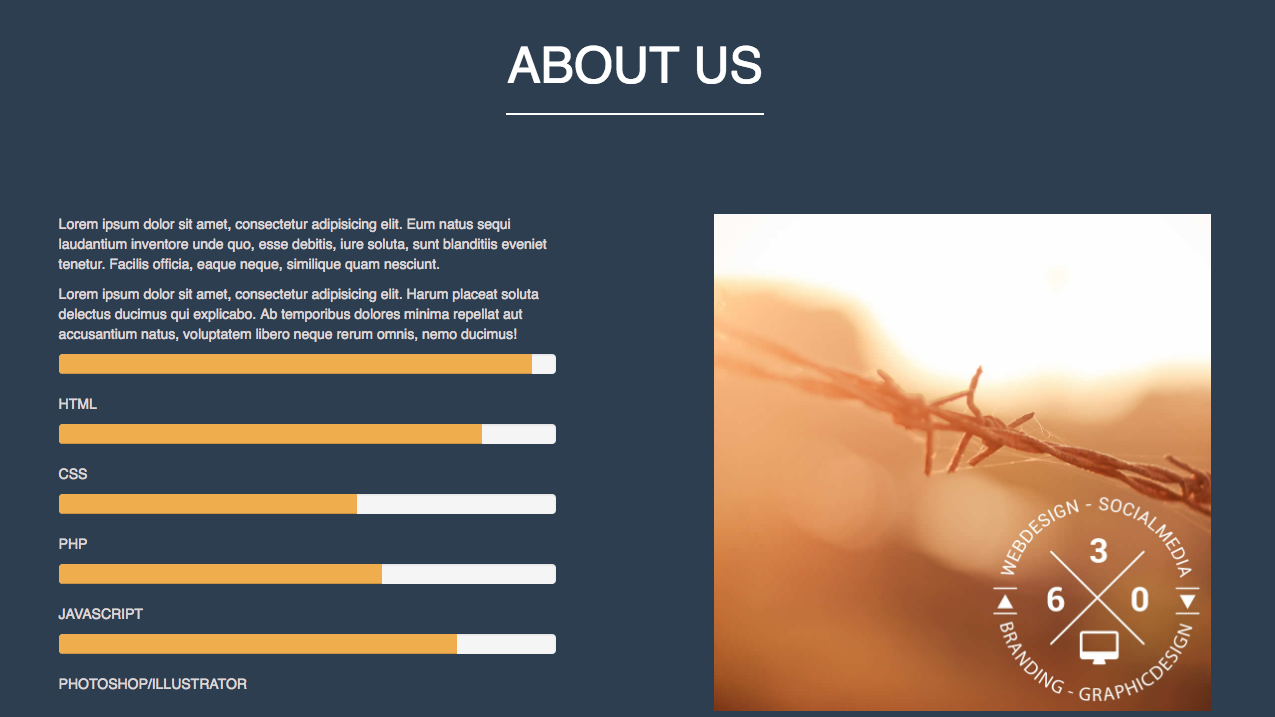 ABOUT US
Lorem ipsum dolor sit amet, consectetur adipisicing elit. Eum natus sequi
laudantium inventore unde quo, esse debitis, iure soluta, sunt blanditiis eveniet
tenetur. Facilis officia, eaque neque, similique quam nesciunt.
Lorem ipsum dolor sit amet, consectetur adipisicing elit. Harum placeat soluta
delectus ducimus qui explicabo. Ab temporibus dolores minima repellat aut
accusantium natus, voluptatem libero neque rerum omnis, nemo ducimus!
HTML
CSS
PHP
JAVASCRIPT
PHOTOSHOP/ILLUSTRATOR
WEBDESIGN - SOCIALMEDIA
3
6 0
BRANDING - GRAPHICDESIGN